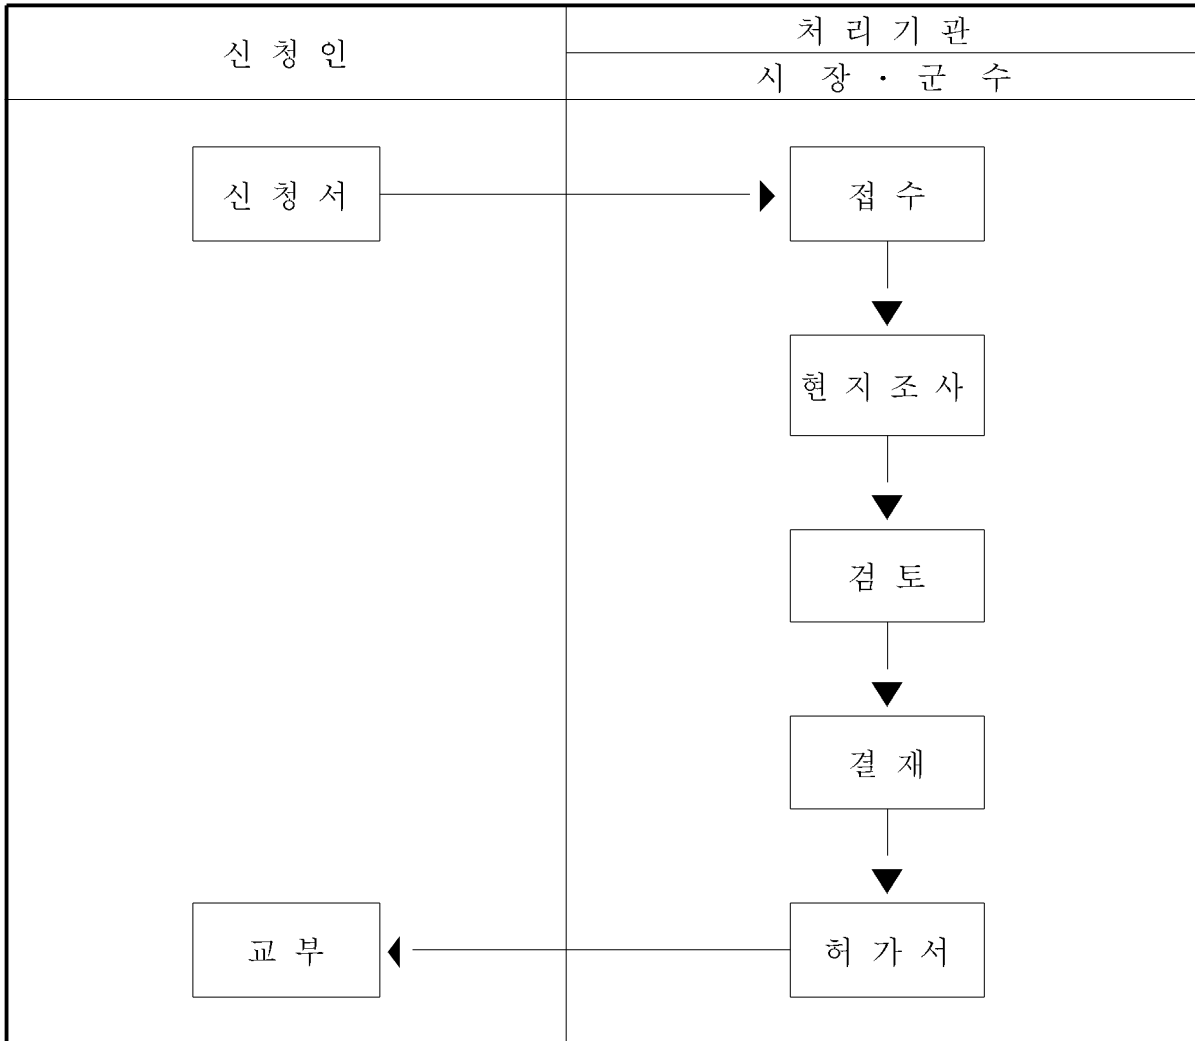 신 청 인
처 리 기 관
시 장 · 군 수
신 청 서
접 수
현 지 조 사
검 토
결 재
교 부
허 가 서